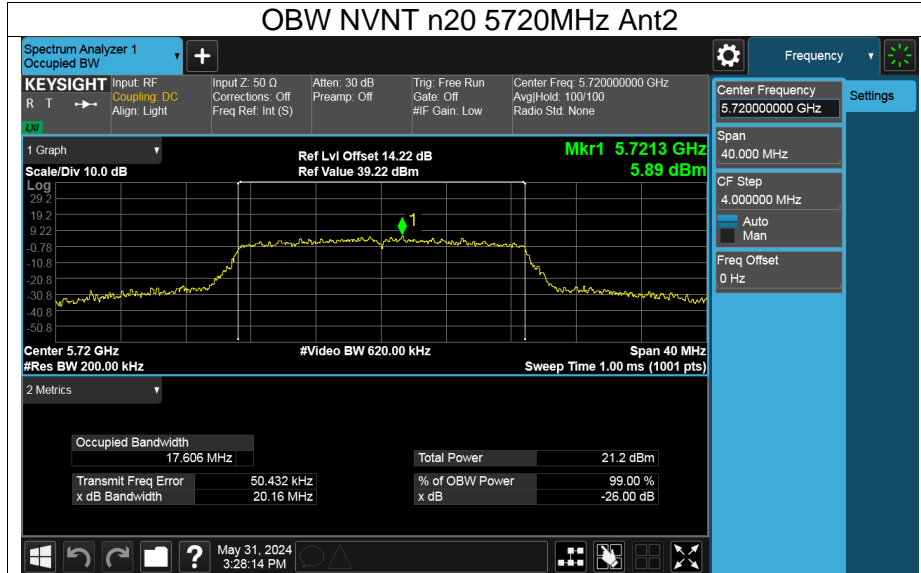 OBW NVNT n20 5720MHz Ant2
Spectrum Analyzer 1
Occupied BW
Frequency
KEYSIGHT
R T
LXI
Input: RF
Coupling: DC
Align: Light
Input Z: 50 Ω
Corrections: Off
Freq Ref: Int (S)
Atten: 30 dB
Preamp: Off
Trig: Free Run
Gate: Off
#IF Gain: Low
Center Freq: 5.720000000 GHz
Avg|Hold: 100/100
Radio Std: None
Center Frequency
5.720000000 GHz
Settings
Span
40.000 MHz
CF Step
4.000000 MHz
Auto
Man
Freq Offset
0 Hz
1 Graph
Scale/Div 10.0 dB
Ref Lvl Offset 14.22 dB
Ref Value 39.22 dBm
Mkr1 5.7213 GHz
5.89 dBm
Log
29.2
19.2
9.22
-0.78
-10.8
-20.8
-30.8
-40.8
-50.8
1
Center 5.72 GHz
#Video BW 620.00 kHz
Span 40 MHz
#Res BW 200.00 kHz
Sweep Time 1.00 ms (1001 pts)
2 Metrics
Occupied Bandwidth
17.606 MHz
Total Power 21.2 dBm
Transmit Freq Error 50.432 kHz
% of OBW Power 99.00 %
x dB Bandwidth 20.16 MHz
x dB -26.00 dB
?
May 31, 2024
3:28:14 PM